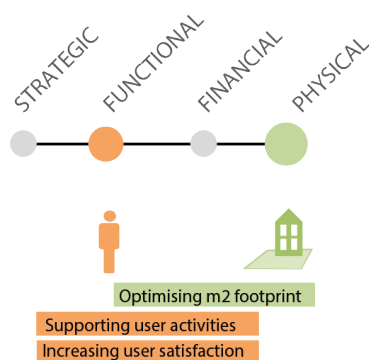 STRATEGIC
FUNCTIONAL
FINANCIAL
PHYSICAL
Optimising m2 footprint
Supporting user activities
Increasing user satisfaction